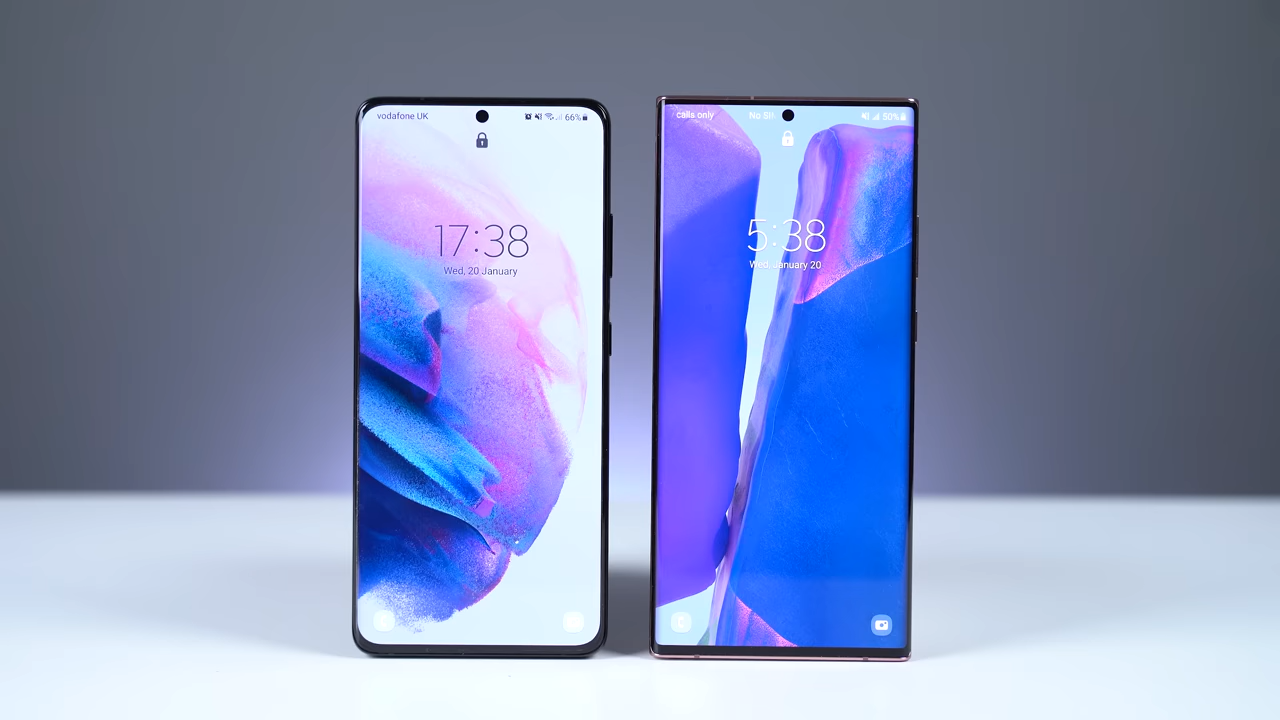 vodafone UK
66%
17:38
Wed, 20 January
calls only
No SI
50%
5:38
Wed, January 20